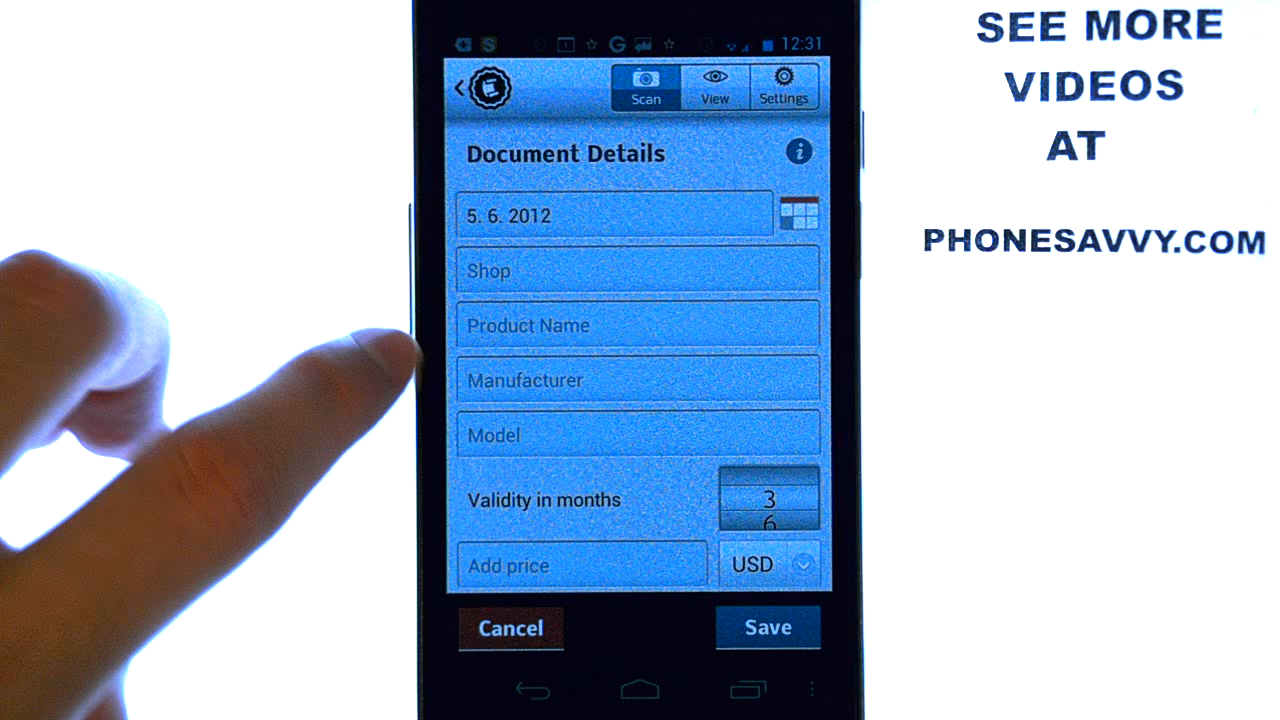 SEE MORE
VIDEOS
AT
PHONESAVVY.COM
12:31
Scan
View
Settings
Document Details
5. 6. 2012
Shop
Product Name
Manufacturer
Model
Validity in months
3
6
Add price
USD
Cancel
Save